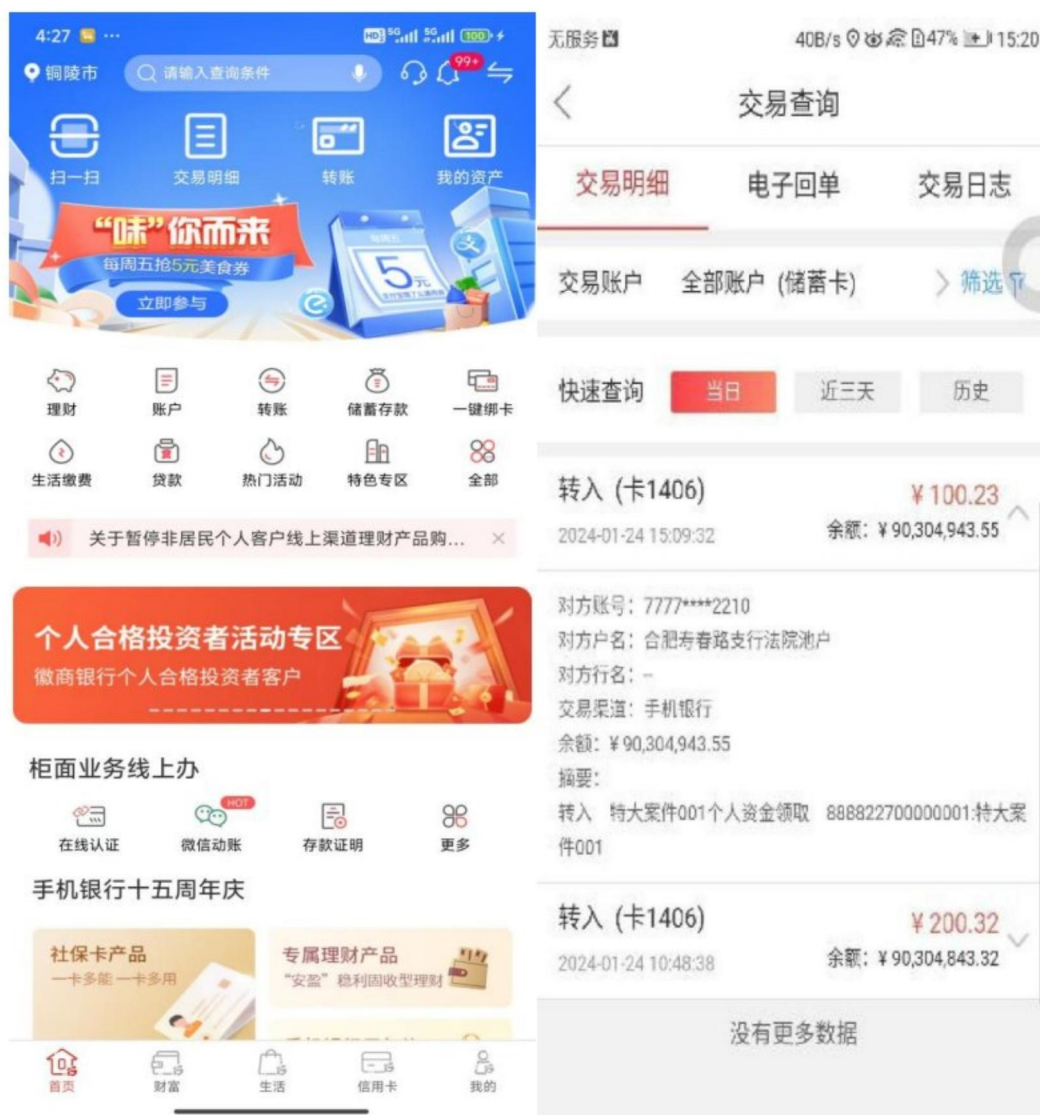 4:27
HD 5G 5G 100
铜陵市
请输入查询条件
99+
扫一扫
交易明细
转账
我的资产
“味”你而来
每周五抢5元美食券
立即参与
每周五
5元
理财
账户
转账
储蓄存款
一键绑卡
生活缴费
贷款
热门活动
特色专区
全部
关于暂停非居民个人客户线上渠道理财产品购...
个人合格投资者活动专区
徽商银行个人合格投资者客户
柜面业务线上办
HOT
在线认证
微信动账
存款证明
更多
手机银行十五周年庆
社保卡产品
一卡多能 一卡多用
专属理财产品
“安盈”稳利固收型理财
首页
财富
生活
信用卡
我的
无服务
40B/s 47% 15:20
交易查询
交易明细
电子回单
交易日志
交易账户
全部账户 (储蓄卡)
筛选
快速查询
当日
近三天
历史
转入 (卡1406)
¥ 100.23
2024-01-24 15:09:32
余额: ¥ 90,304,943.55
对方账号: 7777****2210
对方户名: 合肥寿春路支行法院池户
对方行名: --
交易渠道: 手机银行
余额: ¥ 90,304,943.55
摘要:
转入 特大案件001个人资金领取 888822700000001:特大案
件001
转入 (卡1406)
¥ 200.32
2024-01-24 10:48:38
余额: ¥ 90,304,843.32
没有更多数据